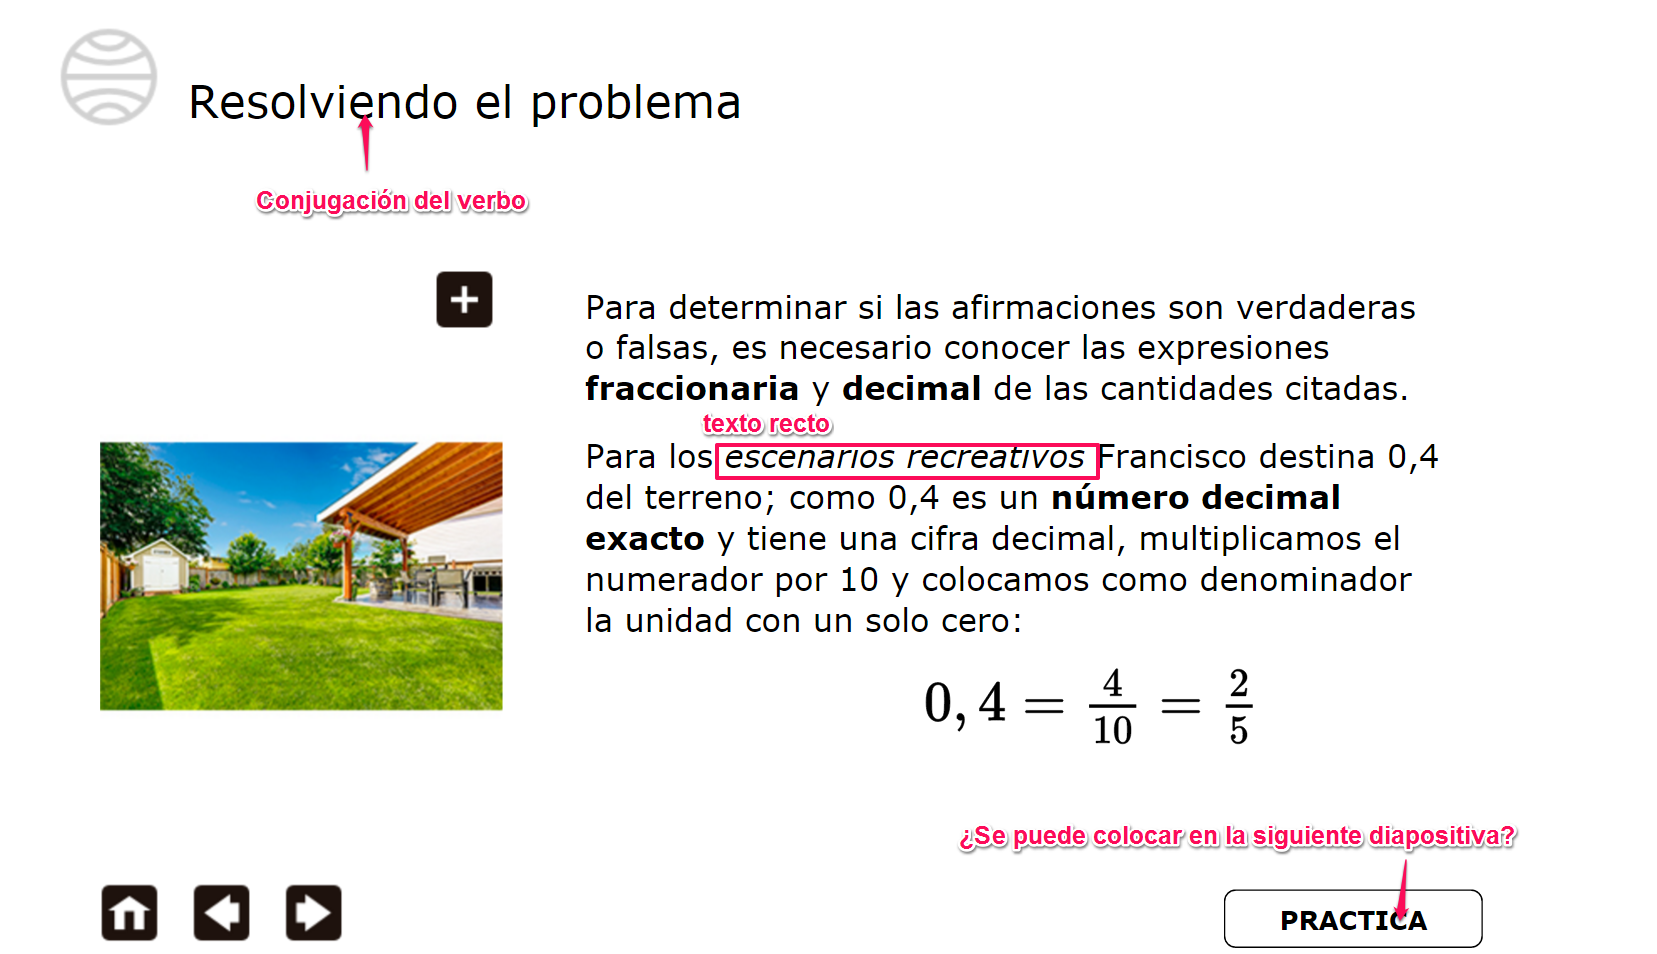 Resolviendo el problema
Conjugación del verbo
Para determinar si las afirmaciones son verdaderas
o falsas, es necesario conocer las expresiones
fraccionaria y decimal de las cantidades citadas.
texto recto
Para los escenarios recreativos Francisco destina 0,4
del terreno; como 0,4 es un número decimal
exacto y tiene una cifra decimal, multiplicamos el
numerador por 10 y colocamos como denominador
la unidad con un solo cero:
0,4 = 4/10 = 2/5
¿Se puede colocar en la siguiente diapositiva?
PRACTICA